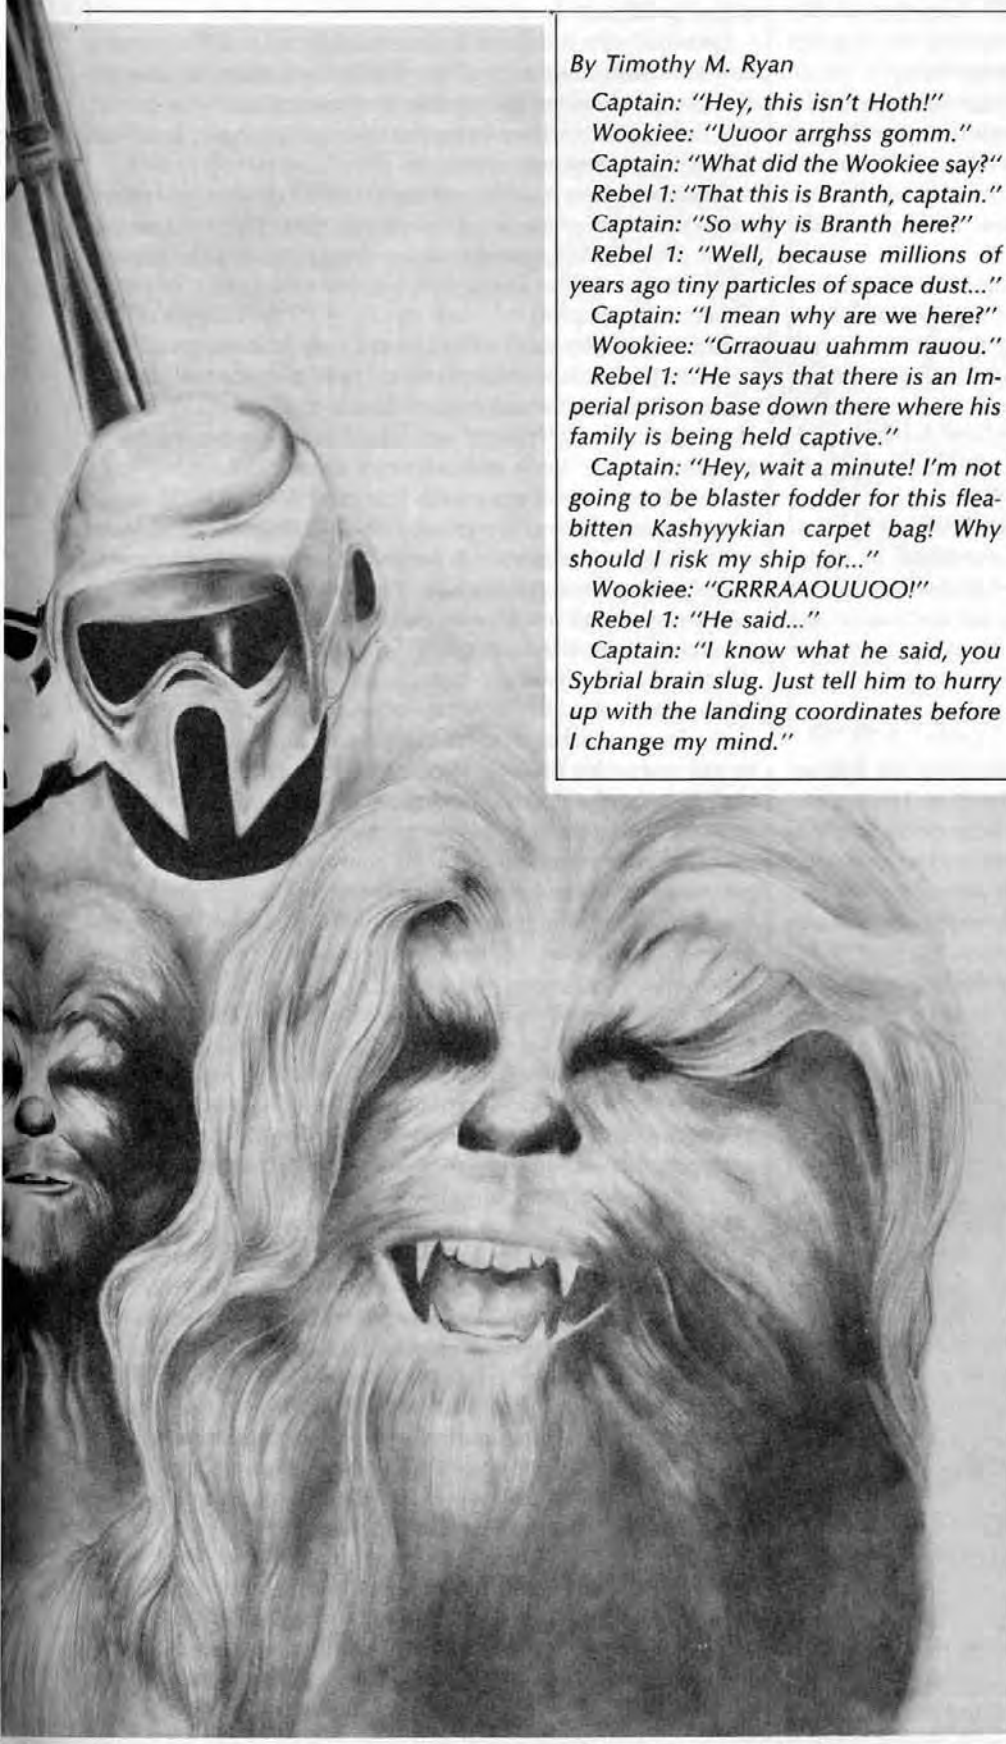 By Timothy M. Ryan
Captain: "Hey, this isn't Hoth!"
Wookiee: "Uuoor arrghss gomm."
Captain: "What did the Wookiee say?"
Rebel 1: "That this is Branth, captain."
Captain: "So why is Branth here?"
Rebel 1: "Well, because millions of
years ago tiny particles of space dust..."
Captain: "I mean why are we here?"
Wookiee: "Grraouau uahmm rauou."
Rebel 1: "He says that there is an Im-
perial prison base down there where his
family is being held captive."
Captain: "Hey, wait a minute! I'm not
going to be blaster fodder for this flea-
bitten Kashyyykian carpet bag! Why
should I risk my ship for..."
Wookiee: "GRRRAAOUUOO!"
Rebel 1: "He said..."
Captain: "I know what he said, you
Sybrial brain slug. Just tell him to hurry
up with the landing coordinates before
I change my mind."